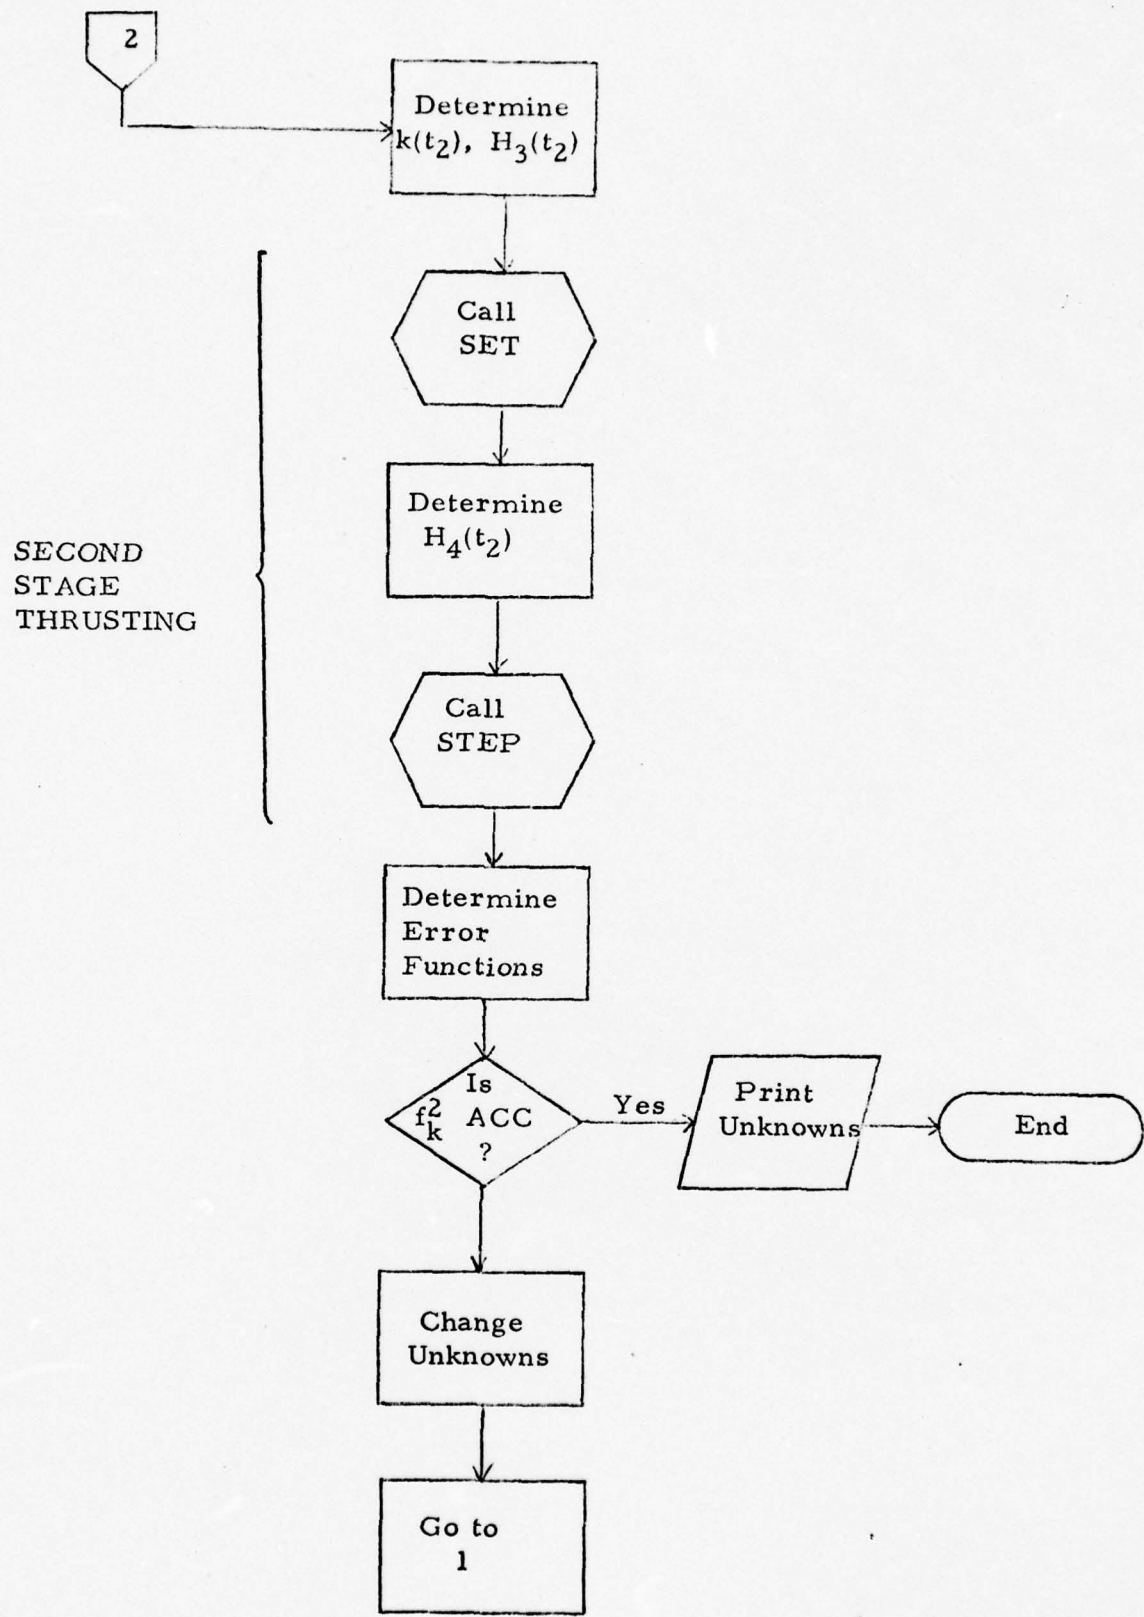 2
Determine
k(t₂), H₃(t₂)
Call
SET
Determine
H₄(t₂)
SECOND
STAGE
THRUSTING
Call
STEP
Determine
Error
Functions
Is
f²ₖ ACC
?
Yes
Print
Unknowns
End
Change
Unknowns
Go to
1